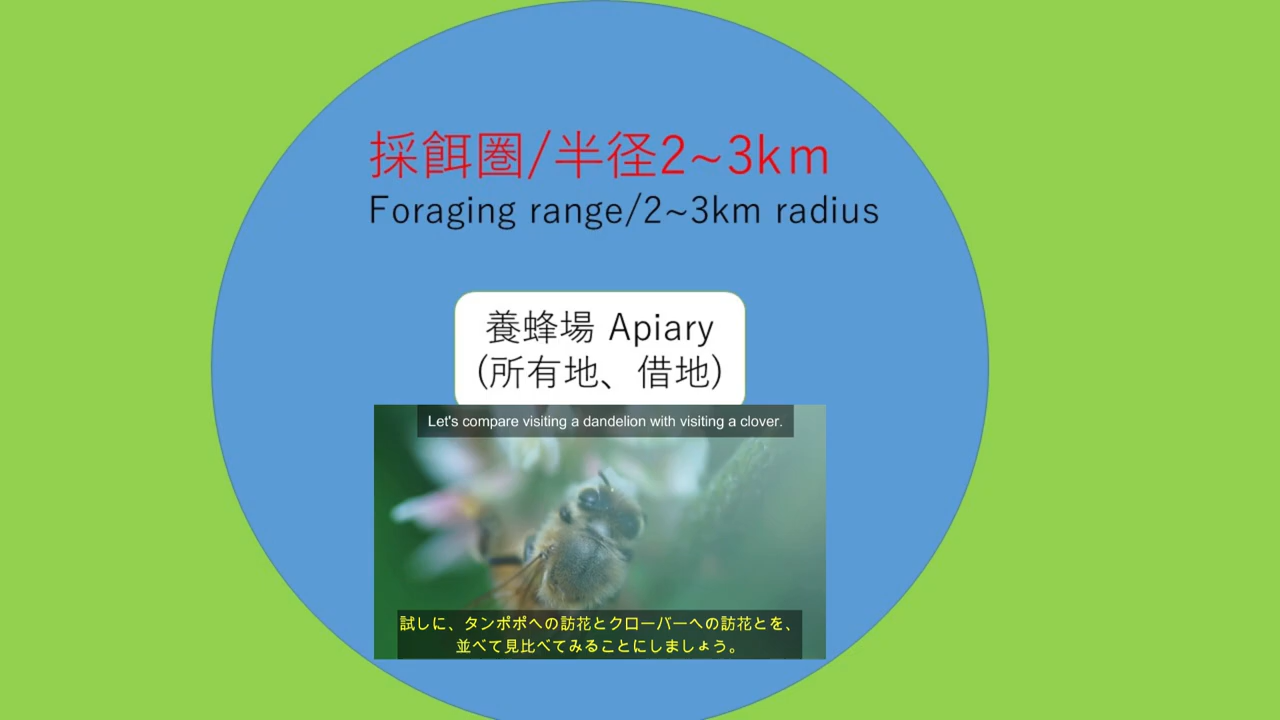 採餌圏/半径2~3km
Foraging range/2~3km radius
養蜂場 Apiary
(所有地、借地)
Let's compare visiting a dandelion with visiting a clover.
試しに、タンポポへの訪花とクローバーへの訪花とを、
並べて見比べてみることにしましょう。